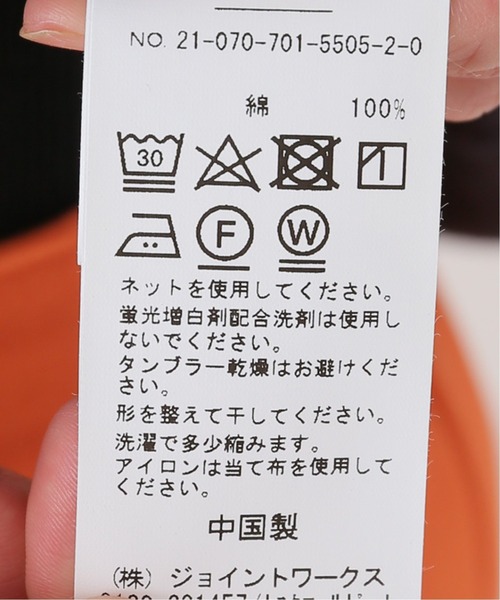 NO. 21-070-701-5505-2-0
綿 100%
30
F W
ネットを使用してください。
蛍光増白剤配合洗剤は使用し
ないでください。
タンブラー乾燥はお避けくだ
さい。
形を整えて干してください。
洗濯で多少縮みます。
アイロンは当て布を使用して
ください。
中国製
(株) ジョイントワークス